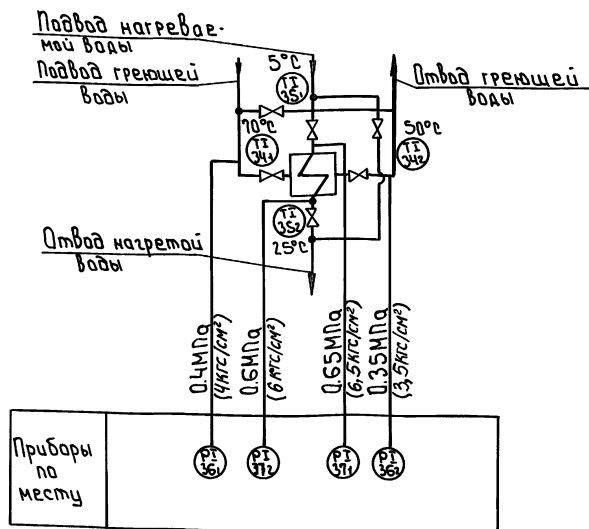 Подвод нагревае-
мой воды
Подвод греющей
воды
5°С
TI
35₁
Отвод греющей
воды
70°С
TI
34₁
50°С
TI
34₂
TI
35₂
25°С
Отвод нагретой
воды
0.4МПа
(4кгс/см²)
0.6МПа
(6кгс/см²)
0.65МПа
(6,5кгс/см²)
0.35МПа
(3,5кгс/см²)
Приборы
по
месту
PI
36₁
PI
37₂
PI
37₁
PI
36₂